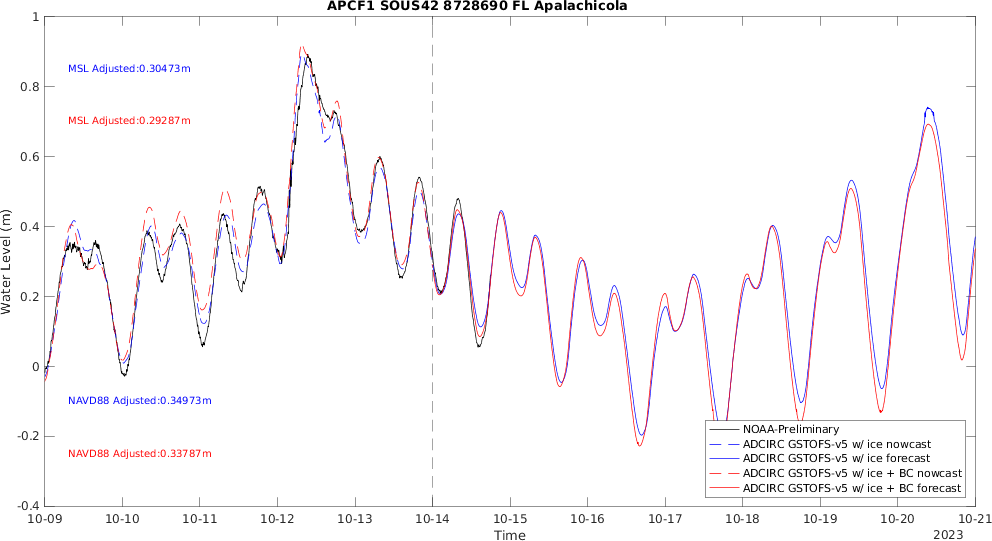 APCF1 SOUS42 8728690 FL Apalachicola
1
0.8
0.6
0.4
0.2
0
-0.2
-0.4
Water Level (m)
MSL Adjusted:0.30473m
MSL Adjusted:0.29287m
NAVD88 Adjusted:0.34973m
NAVD88 Adjusted:0.33787m
NOAA-Preliminary
ADCIRC GSTOFS-v5 w/ ice nowcast
ADCIRC GSTOFS-v5 w/ ice forecast
ADCIRC GSTOFS-v5 w/ ice + BC nowcast
ADCIRC GSTOFS-v5 w/ ice + BC forecast
10-09 10-10 10-11 10-12 10-13 10-14 10-15 10-16 10-17 10-18 10-19 10-20 10-21
Time
2023